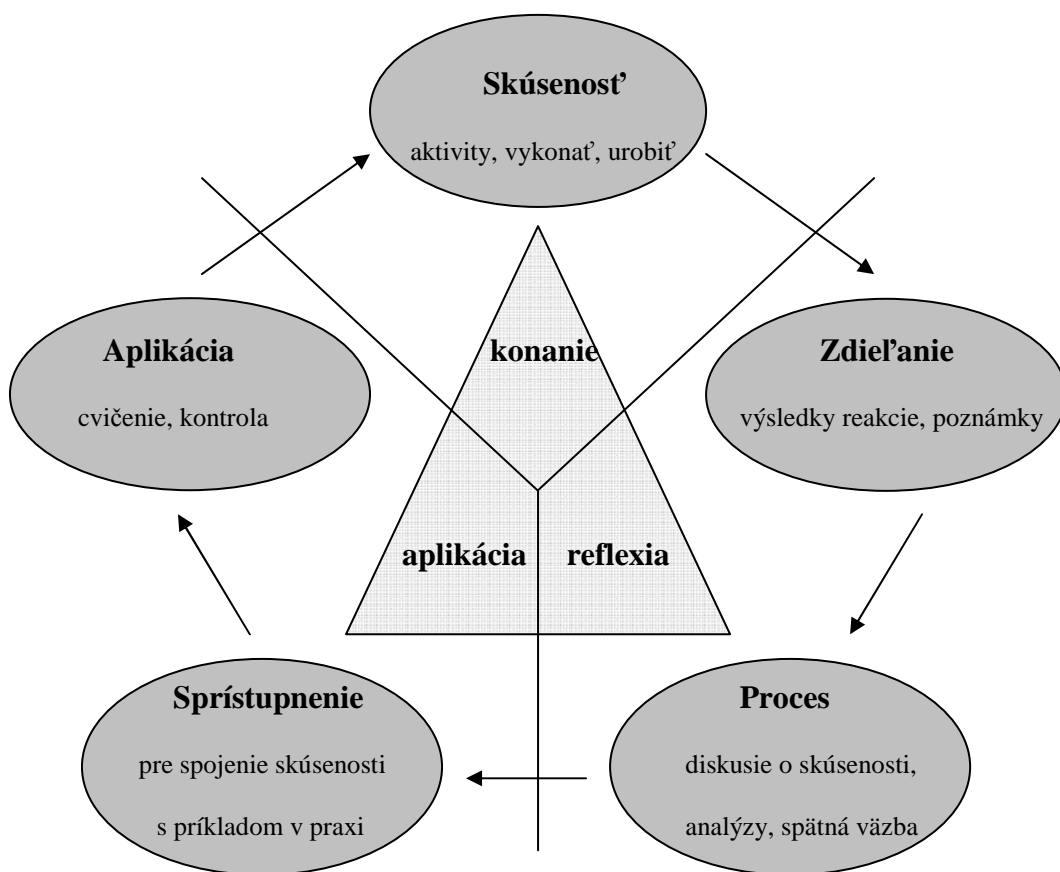 Skúsenosť
aktivity, vykonať, urobiť
konanie
Aplikácia
cvičenie, kontrola
Zdieľanie
výsledky reakcie, poznámky
aplikácia
reflexia
Sprístupnenie
pre spojenie skúsenosti
s príkladom v praxi
Proces
diskusie o skúsenosti,
analýzy, spätná väzba